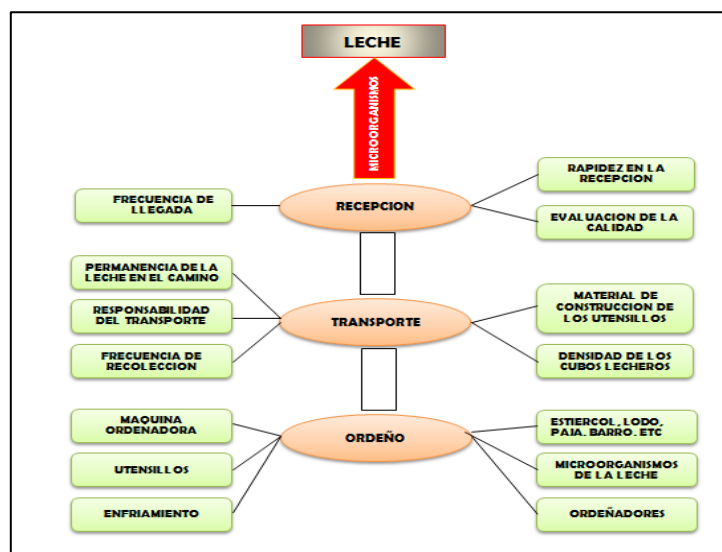 LECHE
MICROORGANISMOS
RAPIDEZ EN LA
RECEPCION
FRECUENCIA DE
LLEGADA
RECEPCION
EVALUACION DE LA
CALIDAD
PERMANENCIA DE LA
LECHE EN EL CAMINO
RESPONSABILIDAD
DEL TRANSPORTE
FRECUENCIA DE
RECOLECCION
TRANSPORTE
MATERIAL DE
CONSTRUCCION DE
LOS UTENSILLOS
DENSIDAD DE LOS
CUBOS LECHEROS
MAQUINA
ORDEÑADORA
UTENSILLOS
ENFRIAMIENTO
ORDEÑO
ESTIERCOL, LODO,
PAJA. BARRO. ETC
MICROORGANISMOS
DE LA LECHE
ORDEÑADORES